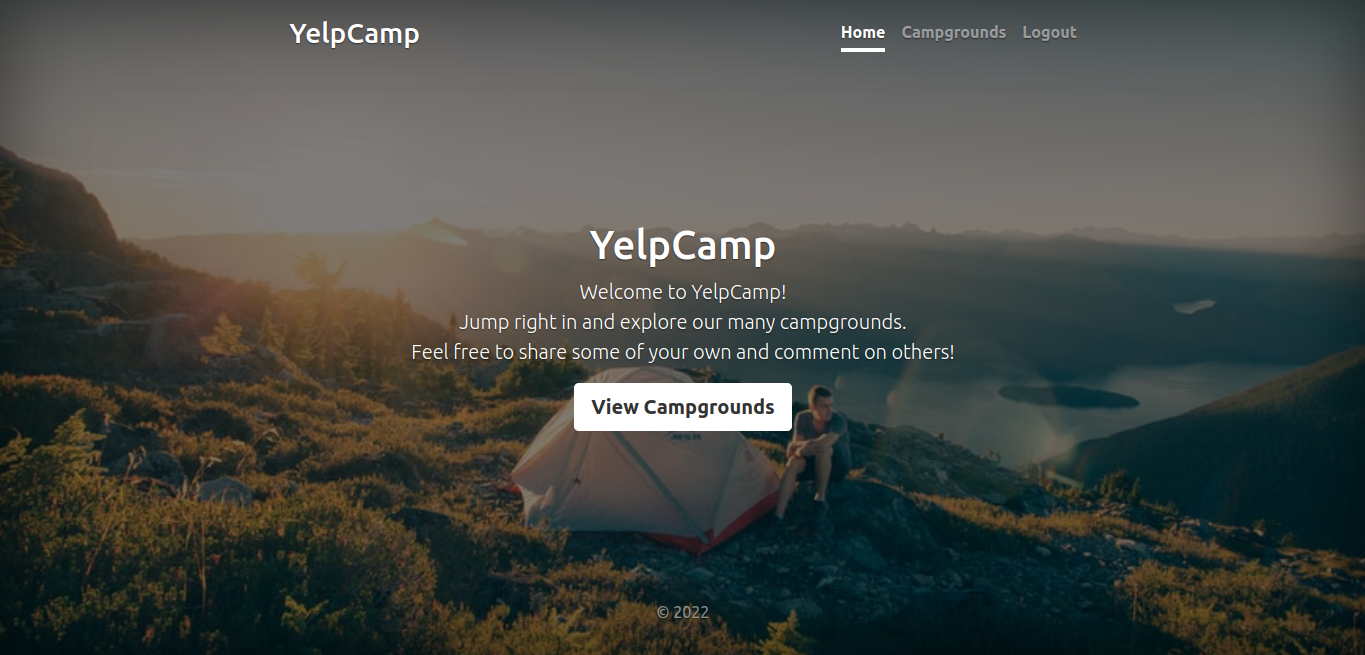 YelpCamp
Home Campgrounds Logout
YelpCamp
Welcome to YelpCamp!
Jump right in and explore our many campgrounds.
Feel free to share some of your own and comment on others!
View Campgrounds
MSR
© 2022